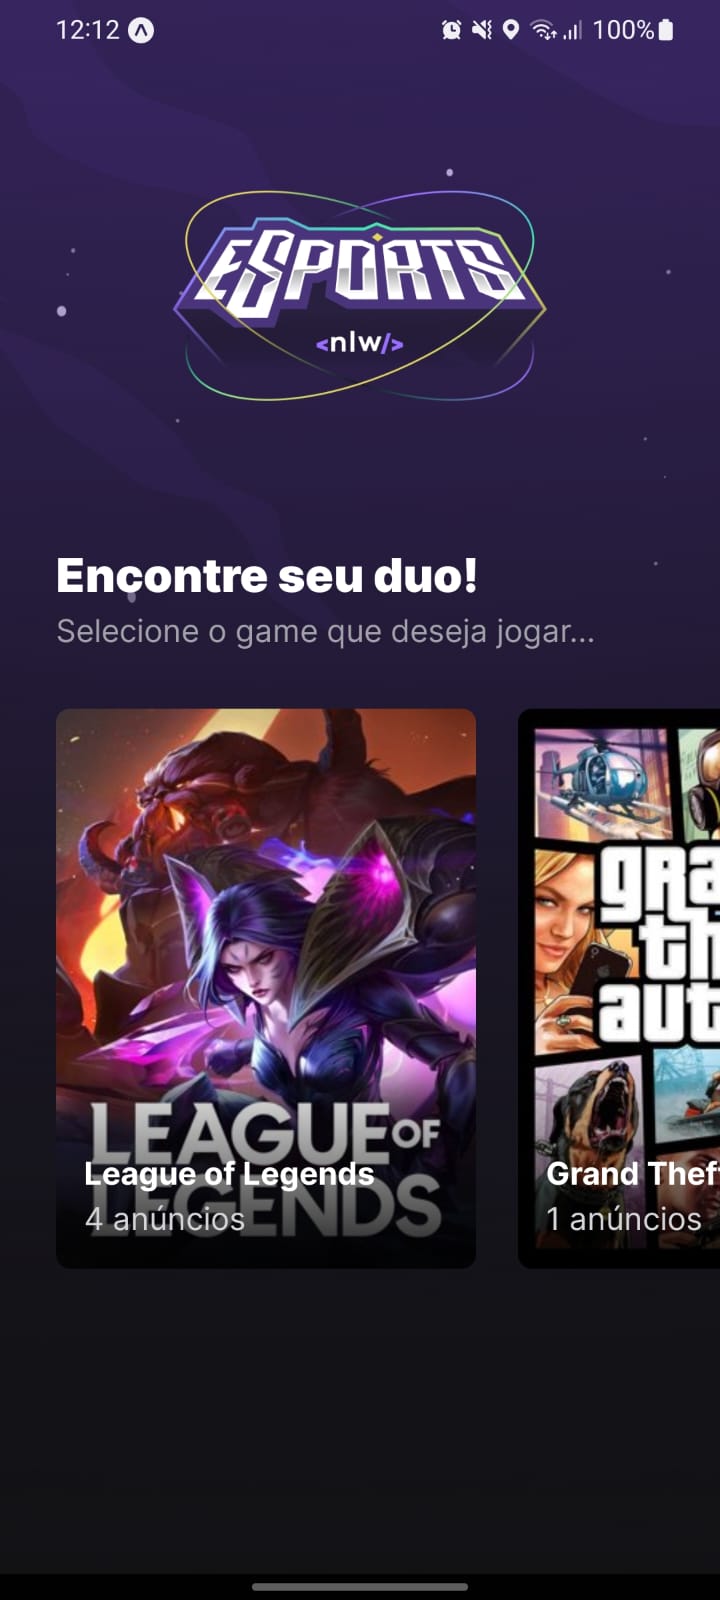 12:12
100%
ESPORTS
<nlw/>
Encontre seu duo!
Selecione o game que deseja jogar...
LEAGUE OF
LEGENDS
League of Legends
4 anúncios
gra
th
aut
Grand Thef
1 anúncios